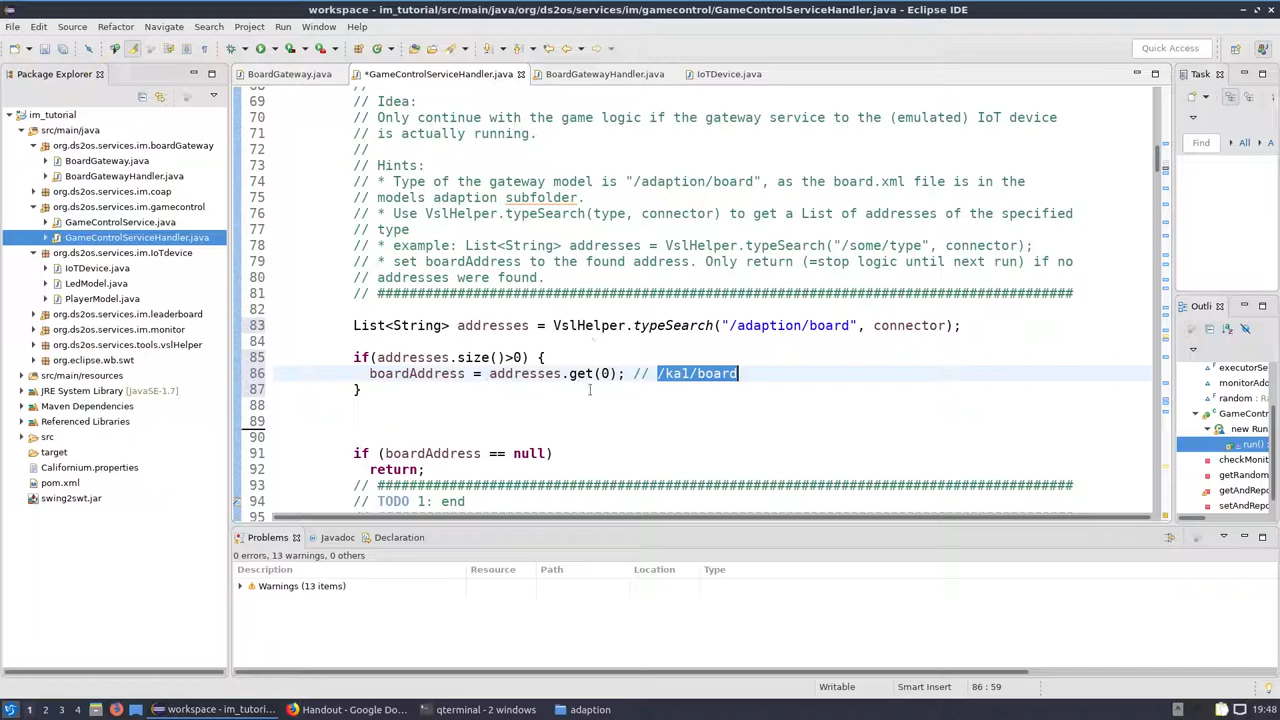 workspace - im_tutorial/src/main/java/org/ds2os/services/im/gamecontrol/GameControlServiceHandler.java - Eclipse IDE
File Edit Source Refactor Navigate Search Project Run Window Help
Quick Access
Package Explorer
BoardGateway.java
*GameControlServiceHandler.java
BoardGatewayHandler.java
IoTDevice.java
Task
im_tutorial
src/main/java
org.ds2os.services.im.boardGateway
BoardGateway.java
BoardGatewayHandler.java
org.ds2os.services.im.coap
org.ds2os.services.im.gamecontrol
GameControlService.java
GameControlServiceHandler.java
org.ds2os.services.im.IoTdevice
IoTDevice.java
LedModel.java
PlayerModel.java
org.ds2os.services.im.leaderboard
org.ds2os.services.im.monitor
org.ds2os.services.tools.vslHelper
org.eclipse.wb.swt
src/main/resources
JRE System Library [JavaSE-1.7]
Maven Dependencies
Referenced Libraries
src
target
Californium.properties
pom.xml
swing2swt.jar
68 //
69 // Idea:
70 // Only continue with the game logic if the gateway service to the (emulated) IoT device
71 // is actually running.
72 //
73 // Hints:
74 // * Type of the gateway model is "/adaption/board", as the board.xml file is in the
75 // models adaption subfolder.
76 // * Use VslHelper.typeSearch(type, connector) to get a List of addresses of the specified
77 // type
78 // * example: List<String> addresses = VslHelper.typeSearch("/some/type", connector);
79 // * set boardAddress to the found address. Only return (=stop logic until next run) if no
80 // addresses were found.
81 // #######################################################################################
82
83 List<String> addresses = VslHelper.typeSearch("/adaption/board", connector);
84
85 if(addresses.size()>0) {
86 boardAddress = addresses.get(0); // /ka1/board
87 }
88
89
90
91 if (boardAddress == null)
92 return;
93 // #######################################################################################
94 // TODO 1: end
95
Find
All
A
Outli
executorSe
monitorAdd
random : Ra
GameContr
new Run
run() :
checkMonit
getRandom
getAndRepo
setAndRepo
Problems
Javadoc
Declaration
0 errors, 13 warnings, 0 others
Description Resource Path Location Type
Warnings (13 items)
Writable
Smart Insert
86 : 59
1 2 3 4
workspace - im_tutori...
Handout - Google Do...
qterminal - 2 windows
adaption
19:48